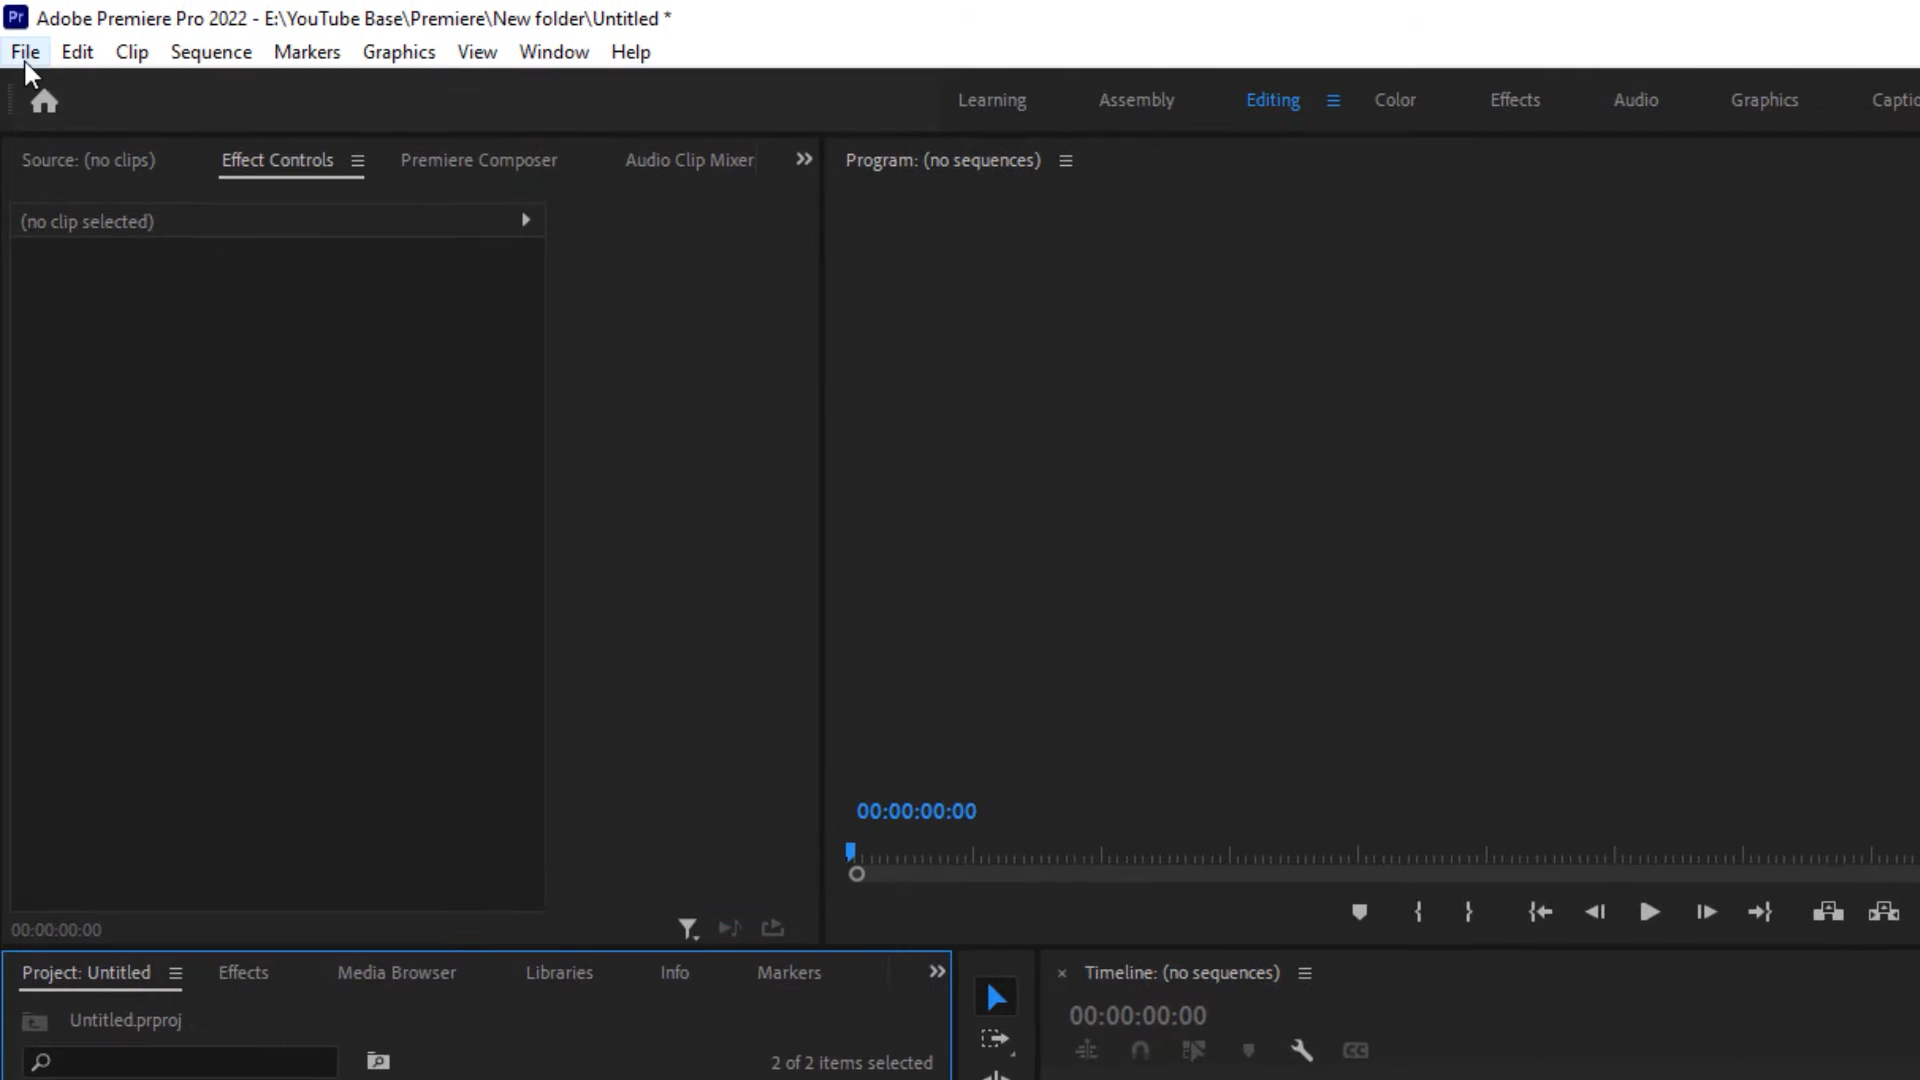 Pr Adobe Premiere Pro 2022 - E:\YouTube Base\Premiere\New folder\Untitled *
File Edit Clip Sequence Markers Graphics View Window Help
Learning Assembly Editing Color Effects Audio Graphics Captio
Source: (no clips) Effect Controls Premiere Composer Audio Clip Mixer Program: (no sequences)
(no clip selected)
00:00:00:00
00:00:00:00
Project: Untitled Effects Media Browser Libraries Info Markers Timeline: (no sequences)
Untitled.prproj 00:00:00:00
2 of 2 items selected CC